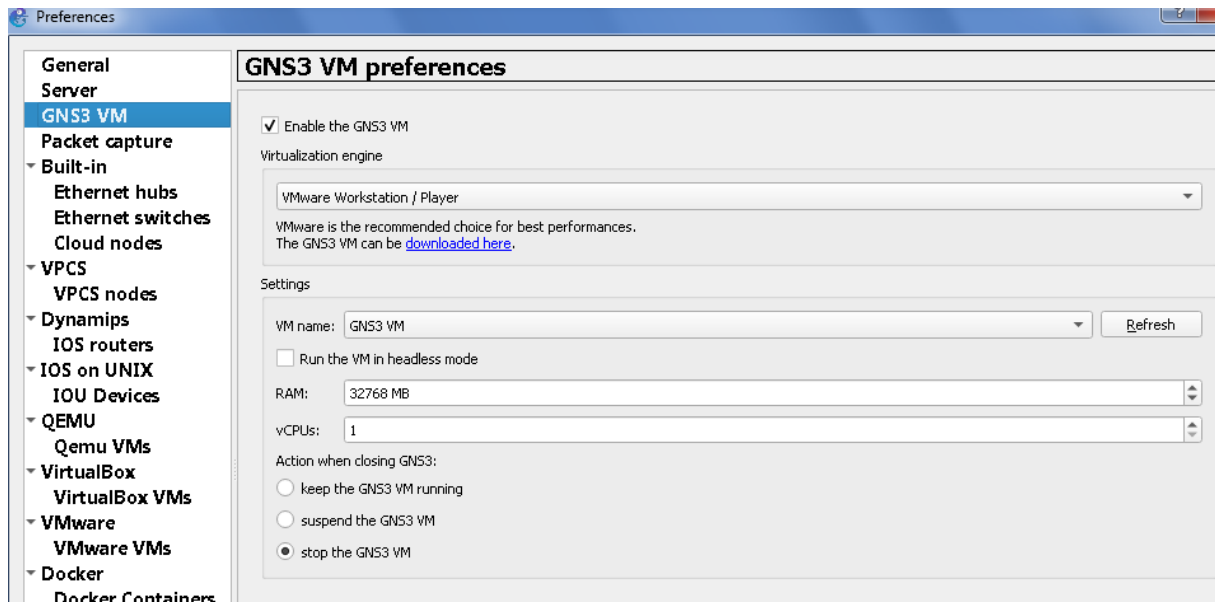 Preferences
?
General
Server
GNS3 VM
Packet capture
Built-in
Ethernet hubs
Ethernet switches
Cloud nodes
VPCS
VPCS nodes
Dynamips
IOS routers
IOS on UNIX
IOU Devices
QEMU
Qemu VMs
VirtualBox
VirtualBox VMs
VMware
VMware VMs
Docker
Docker Containers
GNS3 VM preferences
Enable the GNS3 VM
Virtualization engine
VMware Workstation / Player
VMware is the recommended choice for best performances.
The GNS3 VM can be downloaded here.
Settings
VM name: GNS3 VM Refresh
Run the VM in headless mode
RAM: 32768 MB
vCPUs: 1
Action when closing GNS3:
keep the GNS3 VM running
suspend the GNS3 VM
stop the GNS3 VM